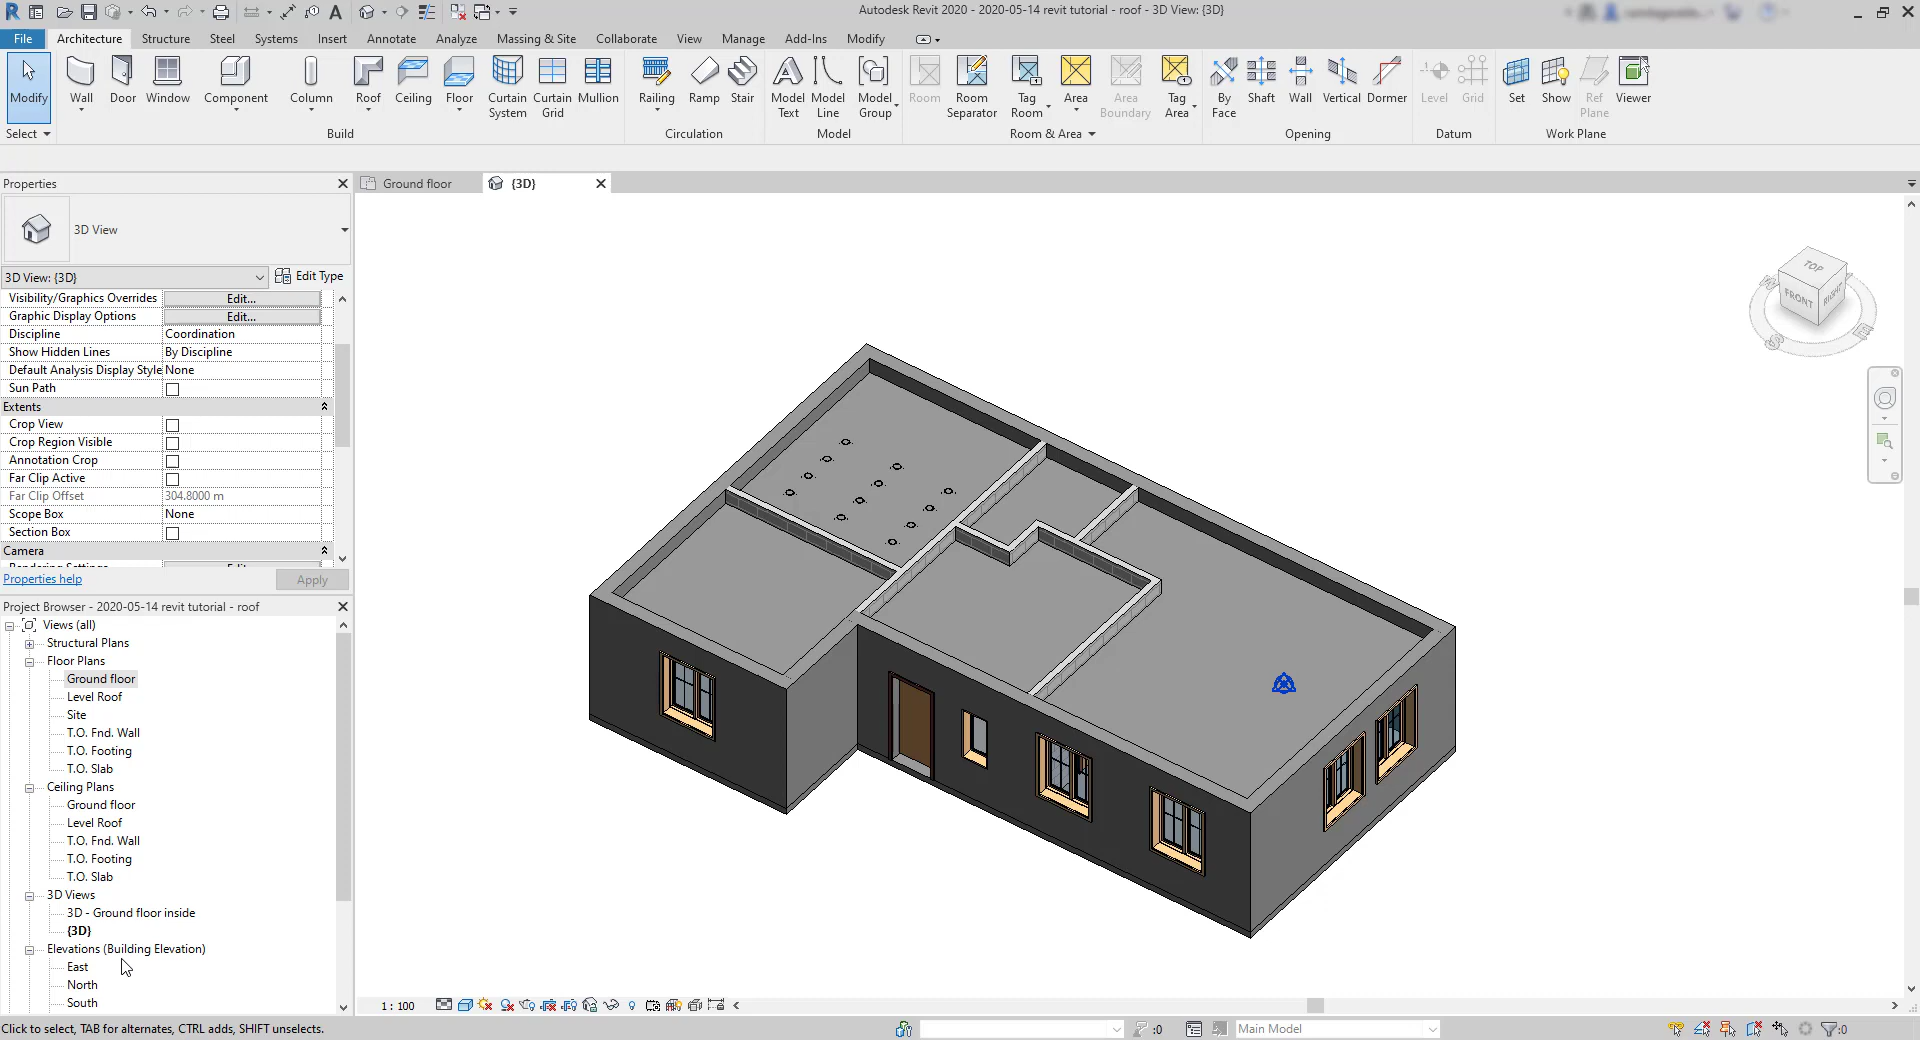 Autodesk Revit 2020 - 2020-05-14 revit tutorial - roof - 3D View: {3D}
File Architecture Structure Steel Systems Insert Annotate Analyze Massing & Site Collaborate View Manage Add-Ins Modify
Modify Wall Door Window Component Column Roof Ceiling Floor Curtain System Curtain Grid Mullion Railing Ramp Stair Model Text Model Line Model Group Room Room Separator Tag Room Area Area Boundary Tag Area By Face Shaft Wall Vertical Dormer Level Grid Set Show Ref Plane Viewer
Select Build Circulation Model Room & Area Opening Datum Work Plane
Properties
Ground floor {3D}
3D View
3D View: {3D} Edit Type
Visibility/Graphics Overrides Edit...
Graphic Display Options Edit...
Discipline Coordination
Show Hidden Lines By Discipline
Default Analysis Display Style None
Sun Path
Extents
Crop View
Crop Region Visible
Annotation Crop
Far Clip Active
Far Clip Offset 304.8000 m
Scope Box None
Section Box
Camera
Properties help Apply
Project Browser - 2020-05-14 revit tutorial - roof
Views (all)
Structural Plans
Floor Plans
Ground floor
Level Roof
Site
T.O. Fnd. Wall
T.O. Footing
T.O. Slab
Ceiling Plans
Ground floor
Level Roof
T.O. Fnd. Wall
T.O. Footing
T.O. Slab
3D Views
3D - Ground floor inside
{3D}
Elevations (Building Elevation)
East
North
South
TOP
FRONT RIGHT
W
S E
1 : 100
Click to select, TAB for alternates, CTRL adds, SHIFT unselects. :0 Main Model :0